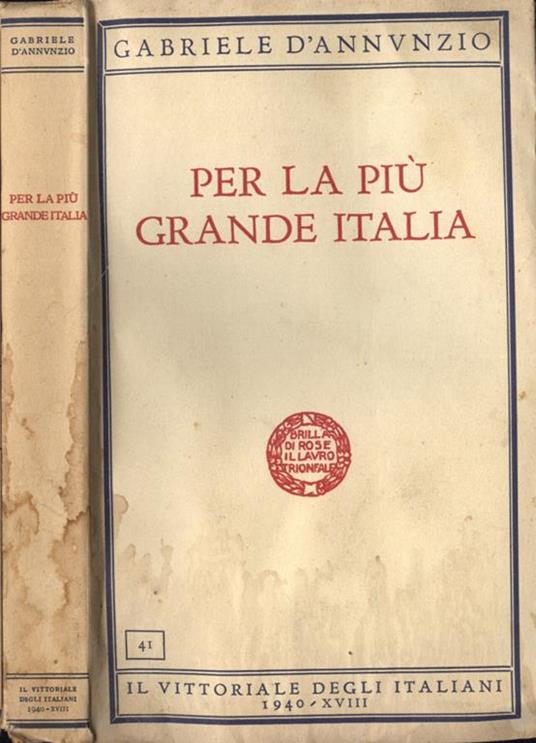 GABRIELE
D'ANNVNZIO
PER LA PIÙ
GRANDE ITALIA
IL VITTORIALE
DEGLI ITALIANI
1940-XVIII
GABRIELE D'ANNVNZIO
PER LA PIÙ
GRANDE ITALIA
BRILLA
DI ROSE
IL LAVRO
TRIONFALE
41
IL VITTORIALE DEGLI ITALIANI
1940-XVIII